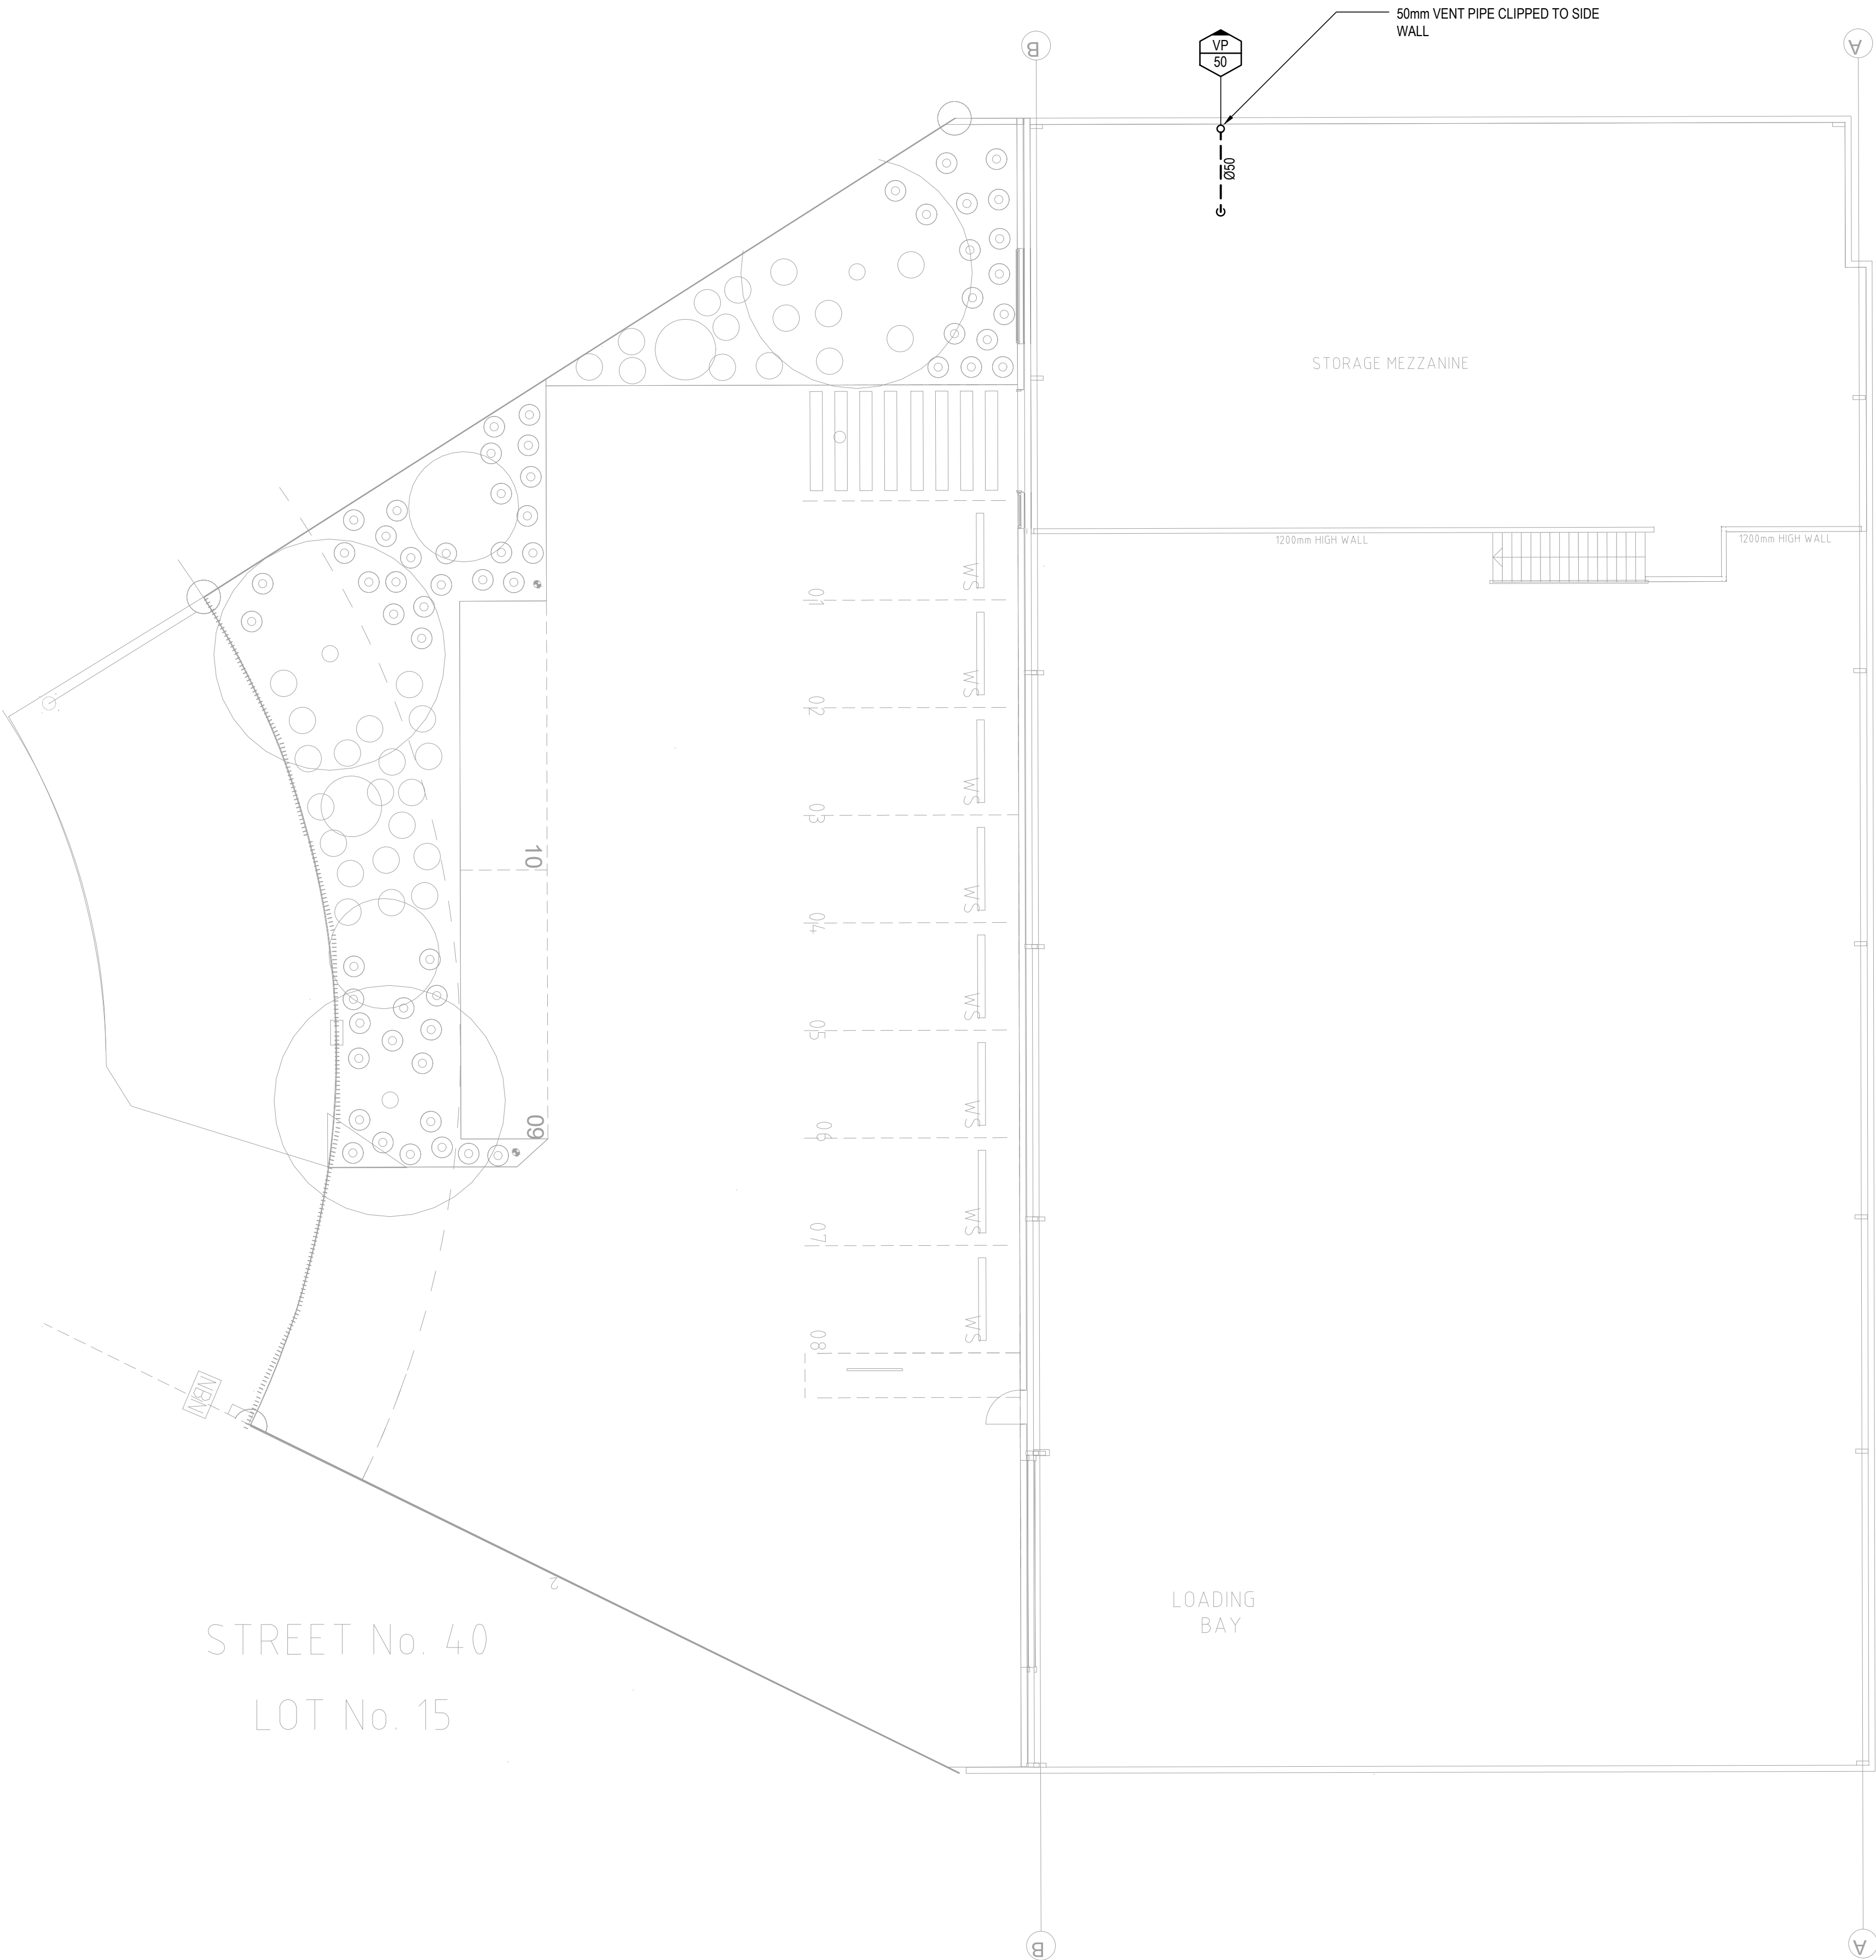 50mm VENT PIPE CLIPPED TO SIDE
WALL
B
VP
50
A
Ø50
STORAGE MEZZANINE
1200mm HIGH WALL
1200mm HIGH WALL
WS
01
WS
02
WS
03
WS
04
WS
05
WS
06
WS
07
WS
08
10
09
NBN
2
LOADING
BAY
STREET No. 40
LOT No. 15
B
A